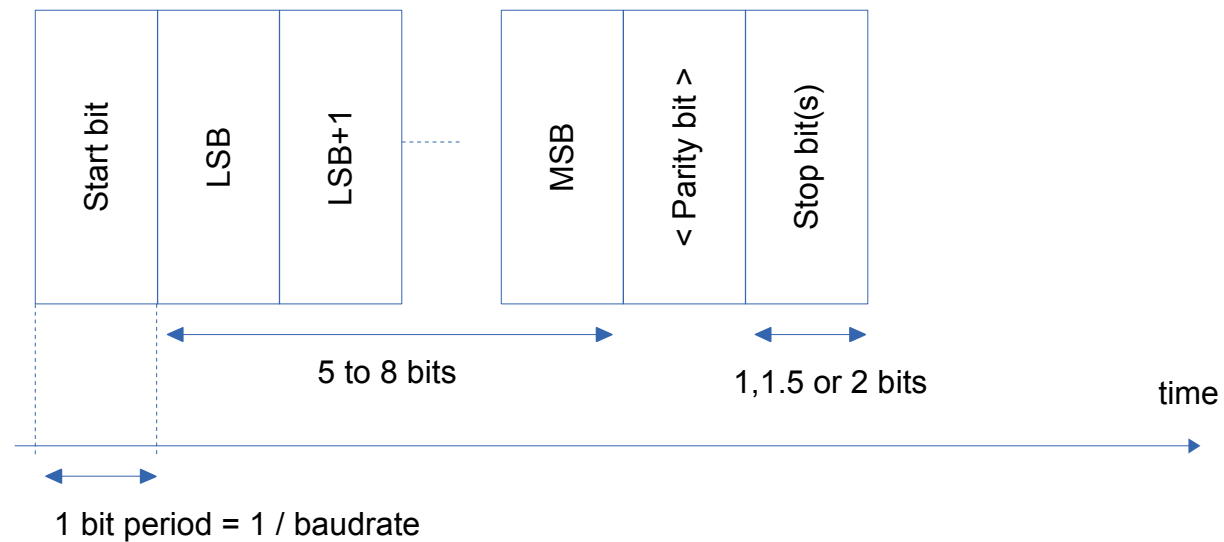 Start bit
LSB
LSB+1
MSB
< Parity bit >
Stop bit(s)
5 to 8 bits
1,1.5 or 2 bits
time
1 bit period = 1 / baudrate